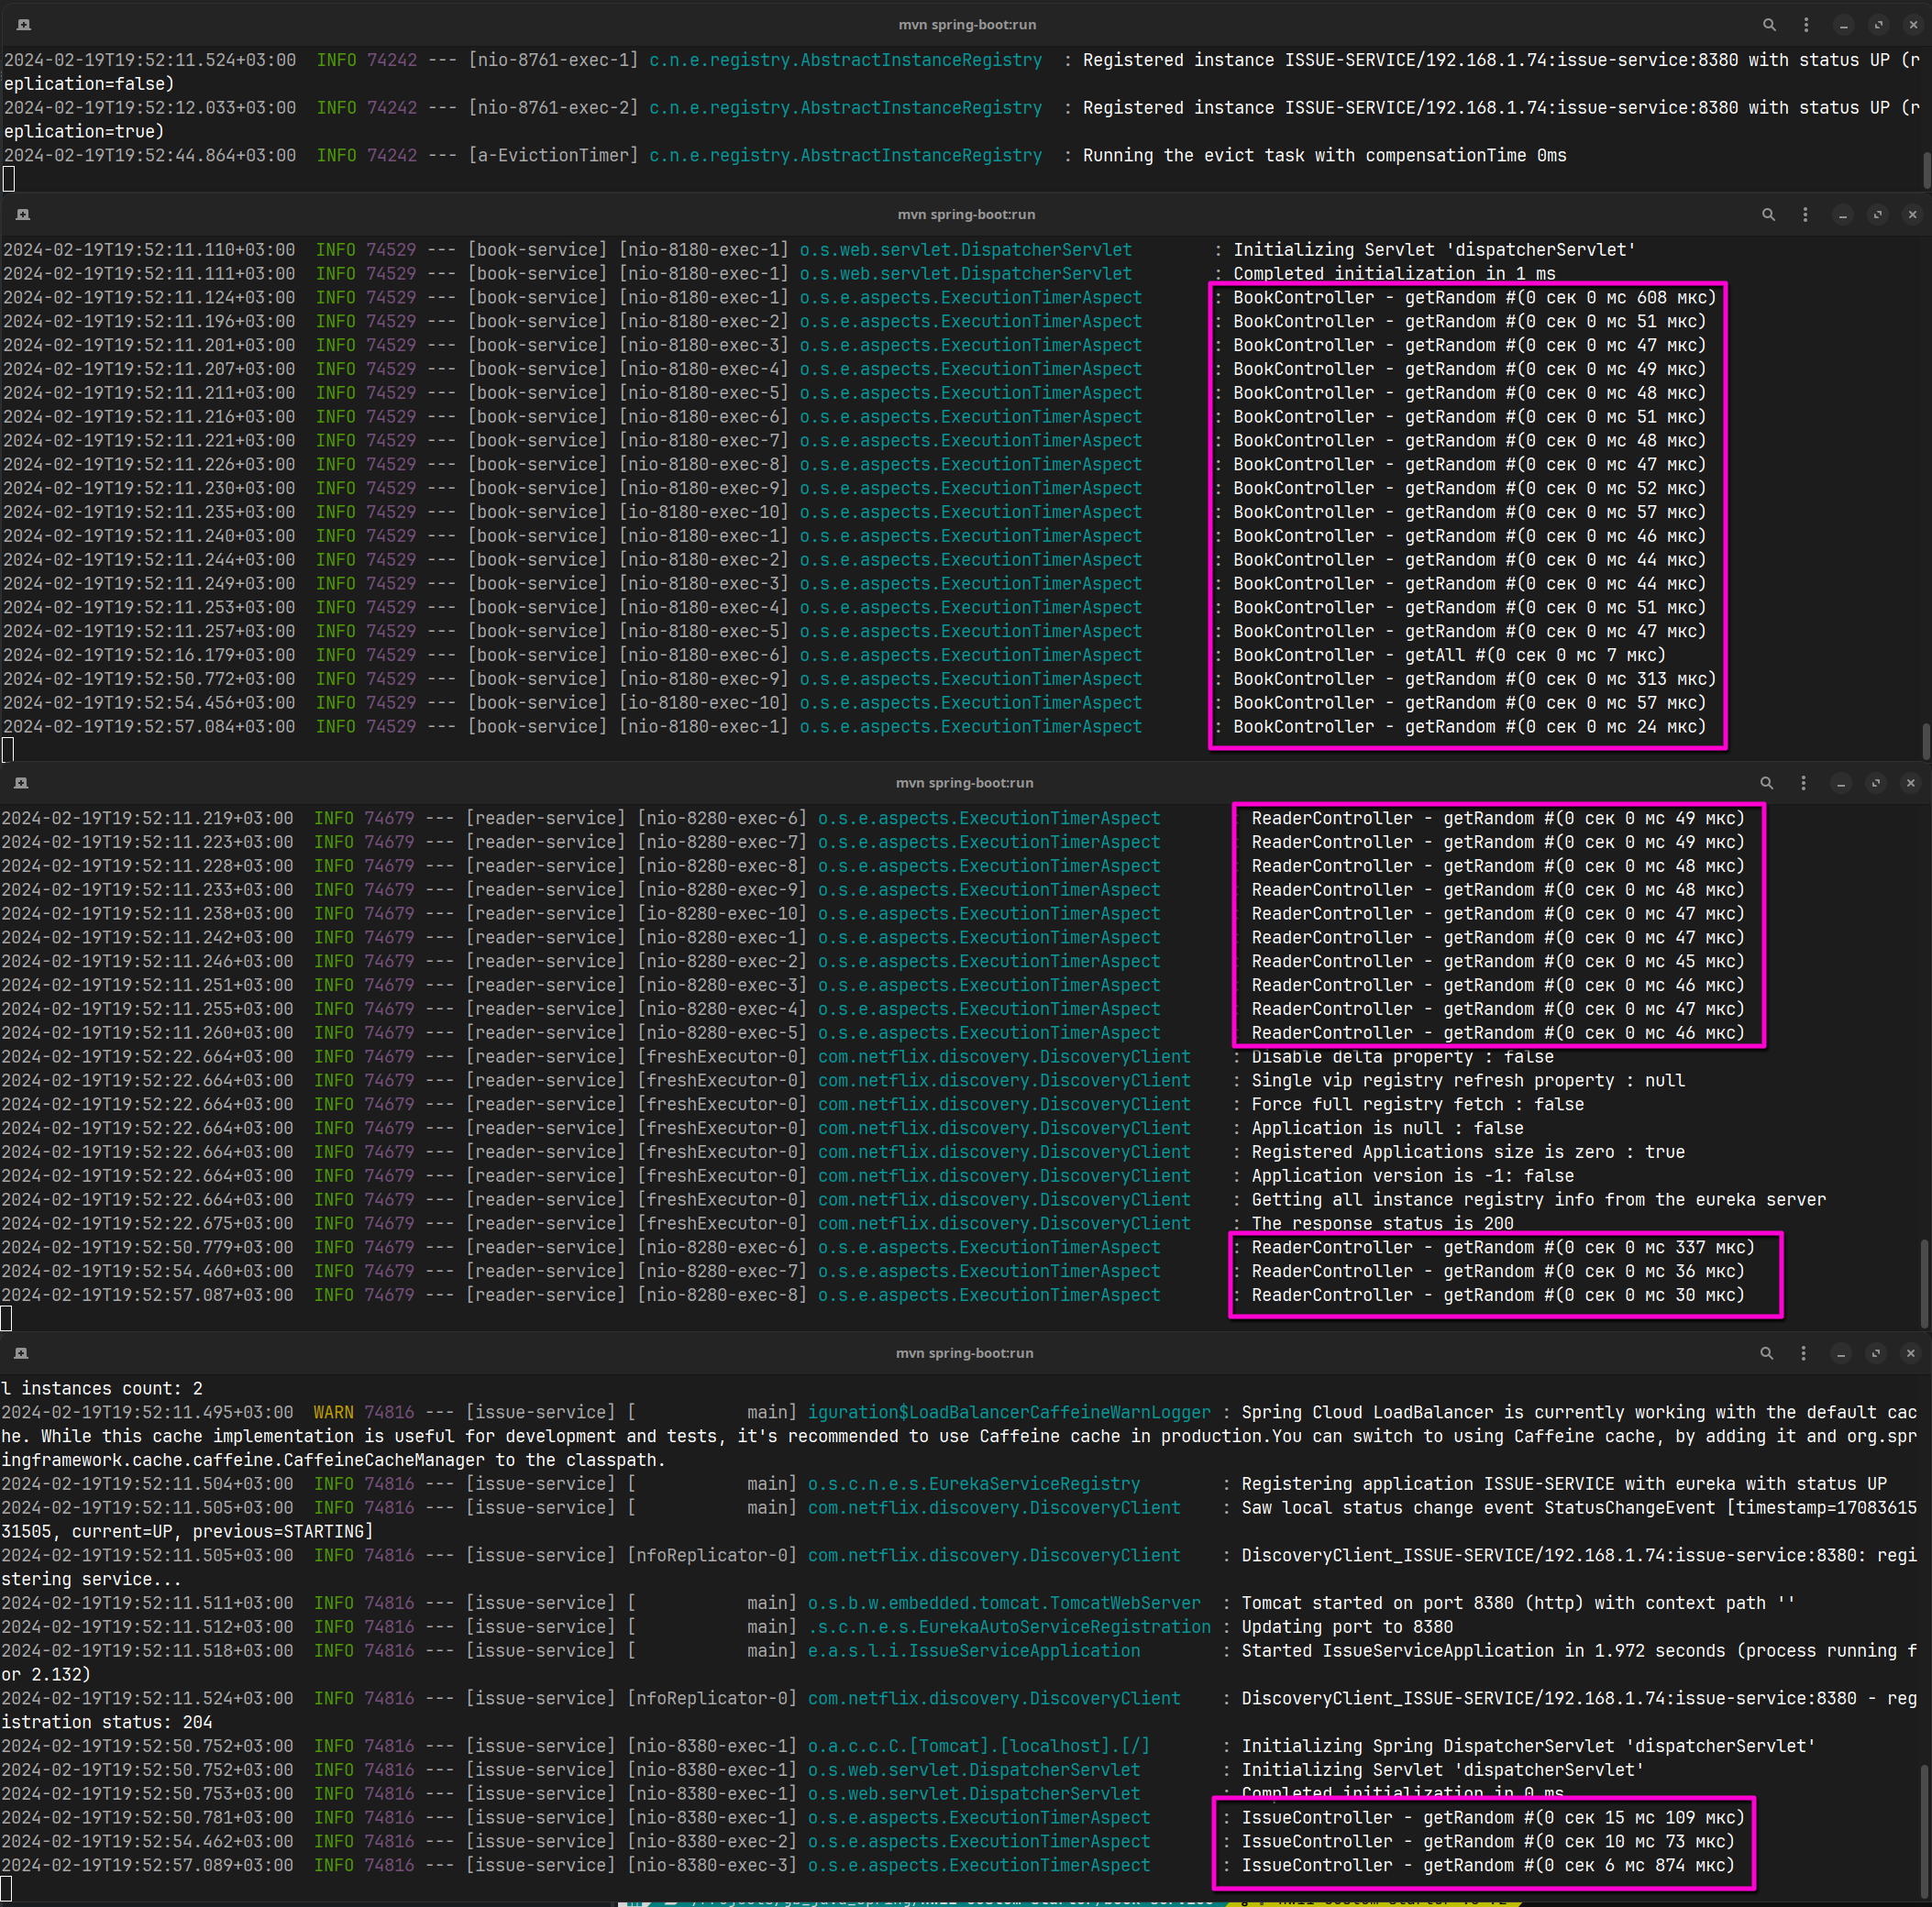 mvn spring-boot:run
2024-02-19T19:52:11.524+03:00  INFO 74242 --- [nio-8761-exec-1] c.n.e.registry.AbstractInstanceRegistry  : Registered instance ISSUE-SERVICE/192.168.1.74:issue-service:8380 with status UP (r
eplication=false)
2024-02-19T19:52:12.033+03:00  INFO 74242 --- [nio-8761-exec-2] c.n.e.registry.AbstractInstanceRegistry  : Registered instance ISSUE-SERVICE/192.168.1.74:issue-service:8380 with status UP (r
eplication=true)
2024-02-19T19:52:44.864+03:00  INFO 74242 --- [a-EvictionTimer] c.n.e.registry.AbstractInstanceRegistry  : Running the evict task with compensationTime 0ms
mvn spring-boot:run
2024-02-19T19:52:11.110+03:00  INFO 74529 --- [book-service] [nio-8180-exec-1] o.s.web.servlet.DispatcherServlet        : Initializing Servlet 'dispatcherServlet'
2024-02-19T19:52:11.111+03:00  INFO 74529 --- [book-service] [nio-8180-exec-1] o.s.web.servlet.DispatcherServlet        : Completed initialization in 1 ms
2024-02-19T19:52:11.124+03:00  INFO 74529 --- [book-service] [nio-8180-exec-1] o.s.e.aspects.ExecutionTimerAspect       : BookController - getRandom #(0 сек 0 мс 608 мкс)
2024-02-19T19:52:11.196+03:00  INFO 74529 --- [book-service] [nio-8180-exec-2] o.s.e.aspects.ExecutionTimerAspect       : BookController - getRandom #(0 сек 0 мс 51 мкс)
2024-02-19T19:52:11.201+03:00  INFO 74529 --- [book-service] [nio-8180-exec-3] o.s.e.aspects.ExecutionTimerAspect       : BookController - getRandom #(0 сек 0 мс 47 мкс)
2024-02-19T19:52:11.207+03:00  INFO 74529 --- [book-service] [nio-8180-exec-4] o.s.e.aspects.ExecutionTimerAspect       : BookController - getRandom #(0 сек 0 мс 49 мкс)
2024-02-19T19:52:11.211+03:00  INFO 74529 --- [book-service] [nio-8180-exec-5] o.s.e.aspects.ExecutionTimerAspect       : BookController - getRandom #(0 сек 0 мс 48 мкс)
2024-02-19T19:52:11.216+03:00  INFO 74529 --- [book-service] [nio-8180-exec-6] o.s.e.aspects.ExecutionTimerAspect       : BookController - getRandom #(0 сек 0 мс 51 мкс)
2024-02-19T19:52:11.221+03:00  INFO 74529 --- [book-service] [nio-8180-exec-7] o.s.e.aspects.ExecutionTimerAspect       : BookController - getRandom #(0 сек 0 мс 48 мкс)
2024-02-19T19:52:11.226+03:00  INFO 74529 --- [book-service] [nio-8180-exec-8] o.s.e.aspects.ExecutionTimerAspect       : BookController - getRandom #(0 сек 0 мс 47 мкс)
2024-02-19T19:52:11.230+03:00  INFO 74529 --- [book-service] [nio-8180-exec-9] o.s.e.aspects.ExecutionTimerAspect       : BookController - getRandom #(0 сек 0 мс 52 мкс)
2024-02-19T19:52:11.235+03:00  INFO 74529 --- [book-service] [io-8180-exec-10] o.s.e.aspects.ExecutionTimerAspect       : BookController - getRandom #(0 сек 0 мс 57 мкс)
2024-02-19T19:52:11.240+03:00  INFO 74529 --- [book-service] [nio-8180-exec-1] o.s.e.aspects.ExecutionTimerAspect       : BookController - getRandom #(0 сек 0 мс 46 мкс)
2024-02-19T19:52:11.244+03:00  INFO 74529 --- [book-service] [nio-8180-exec-2] o.s.e.aspects.ExecutionTimerAspect       : BookController - getRandom #(0 сек 0 мс 44 мкс)
2024-02-19T19:52:11.249+03:00  INFO 74529 --- [book-service] [nio-8180-exec-3] o.s.e.aspects.ExecutionTimerAspect       : BookController - getRandom #(0 сек 0 мс 44 мкс)
2024-02-19T19:52:11.253+03:00  INFO 74529 --- [book-service] [nio-8180-exec-4] o.s.e.aspects.ExecutionTimerAspect       : BookController - getRandom #(0 сек 0 мс 51 мкс)
2024-02-19T19:52:11.257+03:00  INFO 74529 --- [book-service] [nio-8180-exec-5] o.s.e.aspects.ExecutionTimerAspect       : BookController - getRandom #(0 сек 0 мс 47 мкс)
2024-02-19T19:52:16.179+03:00  INFO 74529 --- [book-service] [nio-8180-exec-6] o.s.e.aspects.ExecutionTimerAspect       : BookController - getAll #(0 сек 0 мс 7 мкс)
2024-02-19T19:52:50.772+03:00  INFO 74529 --- [book-service] [nio-8180-exec-9] o.s.e.aspects.ExecutionTimerAspect       : BookController - getRandom #(0 сек 0 мс 313 мкс)
2024-02-19T19:52:54.456+03:00  INFO 74529 --- [book-service] [io-8180-exec-10] o.s.e.aspects.ExecutionTimerAspect       : BookController - getRandom #(0 сек 0 мс 57 мкс)
2024-02-19T19:52:57.084+03:00  INFO 74529 --- [book-service] [nio-8180-exec-1] o.s.e.aspects.ExecutionTimerAspect       : BookController - getRandom #(0 сек 0 мс 24 мкс)
mvn spring-boot:run
2024-02-19T19:52:11.219+03:00  INFO 74679 --- [reader-service] [nio-8280-exec-6] o.s.e.aspects.ExecutionTimerAspect       : ReaderController - getRandom #(0 сек 0 мс 49 мкс)
2024-02-19T19:52:11.223+03:00  INFO 74679 --- [reader-service] [nio-8280-exec-7] o.s.e.aspects.ExecutionTimerAspect       : ReaderController - getRandom #(0 сек 0 мс 49 мкс)
2024-02-19T19:52:11.228+03:00  INFO 74679 --- [reader-service] [nio-8280-exec-8] o.s.e.aspects.ExecutionTimerAspect       : ReaderController - getRandom #(0 сек 0 мс 48 мкс)
2024-02-19T19:52:11.233+03:00  INFO 74679 --- [reader-service] [nio-8280-exec-9] o.s.e.aspects.ExecutionTimerAspect       : ReaderController - getRandom #(0 сек 0 мс 48 мкс)
2024-02-19T19:52:11.238+03:00  INFO 74679 --- [reader-service] [io-8280-exec-10] o.s.e.aspects.ExecutionTimerAspect       : ReaderController - getRandom #(0 сек 0 мс 47 мкс)
2024-02-19T19:52:11.242+03:00  INFO 74679 --- [reader-service] [nio-8280-exec-1] o.s.e.aspects.ExecutionTimerAspect       : ReaderController - getRandom #(0 сек 0 мс 47 мкс)
2024-02-19T19:52:11.246+03:00  INFO 74679 --- [reader-service] [nio-8280-exec-2] o.s.e.aspects.ExecutionTimerAspect       : ReaderController - getRandom #(0 сек 0 мс 45 мкс)
2024-02-19T19:52:11.251+03:00  INFO 74679 --- [reader-service] [nio-8280-exec-3] o.s.e.aspects.ExecutionTimerAspect       : ReaderController - getRandom #(0 сек 0 мс 46 мкс)
2024-02-19T19:52:11.255+03:00  INFO 74679 --- [reader-service] [nio-8280-exec-4] o.s.e.aspects.ExecutionTimerAspect       : ReaderController - getRandom #(0 сек 0 мс 47 мкс)
2024-02-19T19:52:11.260+03:00  INFO 74679 --- [reader-service] [nio-8280-exec-5] o.s.e.aspects.ExecutionTimerAspect       : ReaderController - getRandom #(0 сек 0 мс 46 мкс)
2024-02-19T19:52:22.664+03:00  INFO 74679 --- [reader-service] [freshExecutor-0] com.netflix.discovery.DiscoveryClient    : Disable delta property : false
2024-02-19T19:52:22.664+03:00  INFO 74679 --- [reader-service] [freshExecutor-0] com.netflix.discovery.DiscoveryClient    : Single vip registry refresh property : null
2024-02-19T19:52:22.664+03:00  INFO 74679 --- [reader-service] [freshExecutor-0] com.netflix.discovery.DiscoveryClient    : Force full registry fetch : false
2024-02-19T19:52:22.664+03:00  INFO 74679 --- [reader-service] [freshExecutor-0] com.netflix.discovery.DiscoveryClient    : Application is null : false
2024-02-19T19:52:22.664+03:00  INFO 74679 --- [reader-service] [freshExecutor-0] com.netflix.discovery.DiscoveryClient    : Registered Applications size is zero : true
2024-02-19T19:52:22.664+03:00  INFO 74679 --- [reader-service] [freshExecutor-0] com.netflix.discovery.DiscoveryClient    : Application version is -1: false
2024-02-19T19:52:22.664+03:00  INFO 74679 --- [reader-service] [freshExecutor-0] com.netflix.discovery.DiscoveryClient    : Getting all instance registry info from the eureka server
2024-02-19T19:52:22.675+03:00  INFO 74679 --- [reader-service] [freshExecutor-0] com.netflix.discovery.DiscoveryClient    : The response status is 200
2024-02-19T19:52:50.779+03:00  INFO 74679 --- [reader-service] [nio-8280-exec-6] o.s.e.aspects.ExecutionTimerAspect       : ReaderController - getRandom #(0 сек 0 мс 337 мкс)
2024-02-19T19:52:54.460+03:00  INFO 74679 --- [reader-service] [nio-8280-exec-7] o.s.e.aspects.ExecutionTimerAspect       : ReaderController - getRandom #(0 сек 0 мс 36 мкс)
2024-02-19T19:52:57.087+03:00  INFO 74679 --- [reader-service] [nio-8280-exec-8] o.s.e.aspects.ExecutionTimerAspect       : ReaderController - getRandom #(0 сек 0 мс 30 мкс)
mvn spring-boot:run
l instances count: 2
2024-02-19T19:52:11.495+03:00  WARN 74816 --- [issue-service] [           main] iguration$LoadBalancerCaffeineWarnLogger : Spring Cloud LoadBalancer is currently working with the default cac
he. While this cache implementation is useful for development and tests, it's recommended to use Caffeine cache in production.You can switch to using Caffeine cache, by adding it and org.spr
ingframework.cache.caffeine.CaffeineCacheManager to the classpath.
2024-02-19T19:52:11.504+03:00  INFO 74816 --- [issue-service] [           main] o.s.c.n.e.s.EurekaServiceRegistry        : Registering application ISSUE-SERVICE with eureka with status UP
2024-02-19T19:52:11.505+03:00  INFO 74816 --- [issue-service] [           main] com.netflix.discovery.DiscoveryClient    : Saw local status change event StatusChangeEvent [timestamp=17083615
31505, current=UP, previous=STARTING]
2024-02-19T19:52:11.505+03:00  INFO 74816 --- [issue-service] [nfoReplicator-0] com.netflix.discovery.DiscoveryClient    : DiscoveryClient_ISSUE-SERVICE/192.168.1.74:issue-service:8380: regi
stering service...
2024-02-19T19:52:11.511+03:00  INFO 74816 --- [issue-service] [           main] o.s.b.w.embedded.tomcat.TomcatWebServer  : Tomcat started on port 8380 (http) with context path ''
2024-02-19T19:52:11.512+03:00  INFO 74816 --- [issue-service] [           main] .s.c.n.e.s.EurekaAutoServiceRegistration : Updating port to 8380
2024-02-19T19:52:11.518+03:00  INFO 74816 --- [issue-service] [           main] e.a.s.l.i.IssueServiceApplication        : Started IssueServiceApplication in 1.972 seconds (process running f
or 2.132)
2024-02-19T19:52:11.524+03:00  INFO 74816 --- [issue-service] [nfoReplicator-0] com.netflix.discovery.DiscoveryClient    : DiscoveryClient_ISSUE-SERVICE/192.168.1.74:issue-service:8380 - reg
istration status: 204
2024-02-19T19:52:50.752+03:00  INFO 74816 --- [issue-service] [nio-8380-exec-1] o.a.c.c.C.[Tomcat].[localhost].[/]       : Initializing Spring DispatcherServlet 'dispatcherServlet'
2024-02-19T19:52:50.752+03:00  INFO 74816 --- [issue-service] [nio-8380-exec-1] o.s.web.servlet.DispatcherServlet        : Initializing Servlet 'dispatcherServlet'
2024-02-19T19:52:50.753+03:00  INFO 74816 --- [issue-service] [nio-8380-exec-1] o.s.web.servlet.DispatcherServlet        : Completed initialization in 0 ms
2024-02-19T19:52:50.781+03:00  INFO 74816 --- [issue-service] [nio-8380-exec-1] o.s.e.aspects.ExecutionTimerAspect       : IssueController - getRandom #(0 сек 15 мс 109 мкс)
2024-02-19T19:52:54.462+03:00  INFO 74816 --- [issue-service] [nio-8380-exec-2] o.s.e.aspects.ExecutionTimerAspect       : IssueController - getRandom #(0 сек 10 мс 73 мкс)
2024-02-19T19:52:57.089+03:00  INFO 74816 --- [issue-service] [nio-8380-exec-3] o.s.e.aspects.ExecutionTimerAspect       : IssueController - getRandom #(0 сек 6 мс 874 мкс)